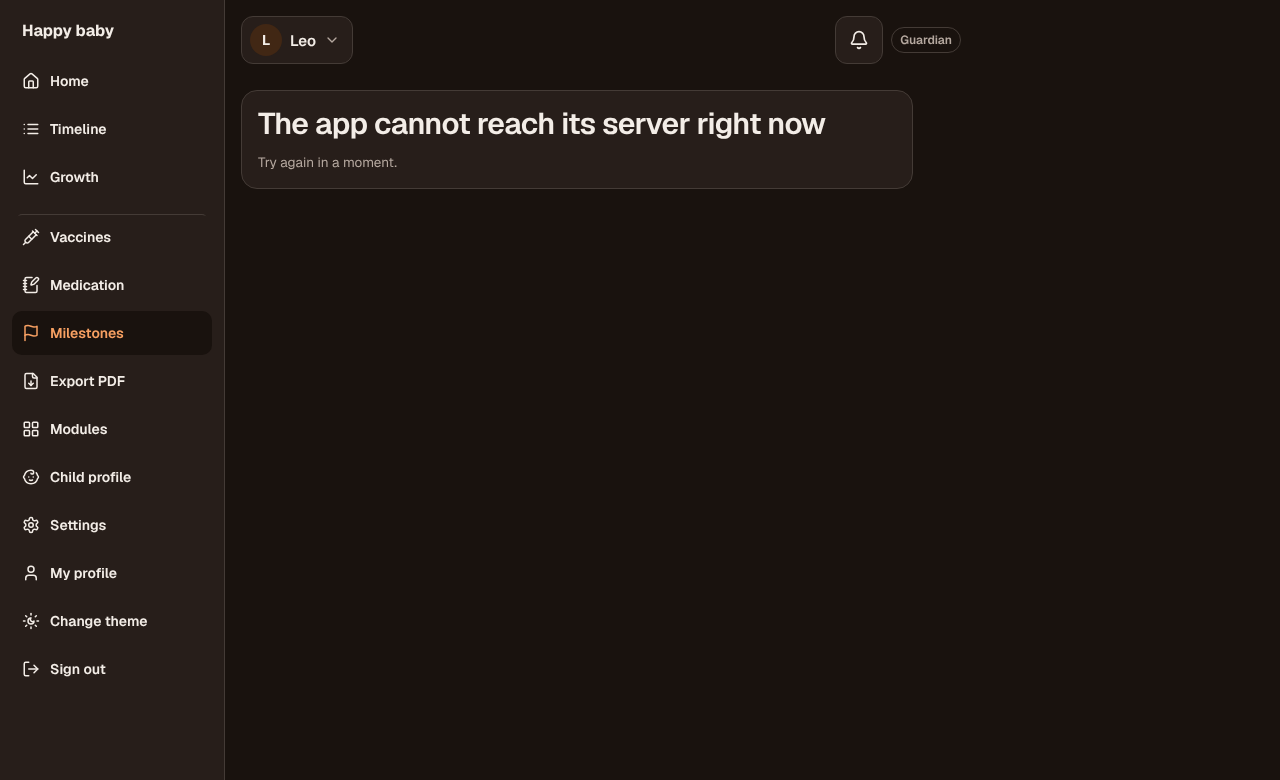 Happy baby
Home
Timeline
Growth
Vaccines
Medication
Milestones
Export PDF
Modules
Child profile
Settings
My profile
Change theme
Sign out
L Leo
Guardian
The app cannot reach its server right now
Try again in a moment.